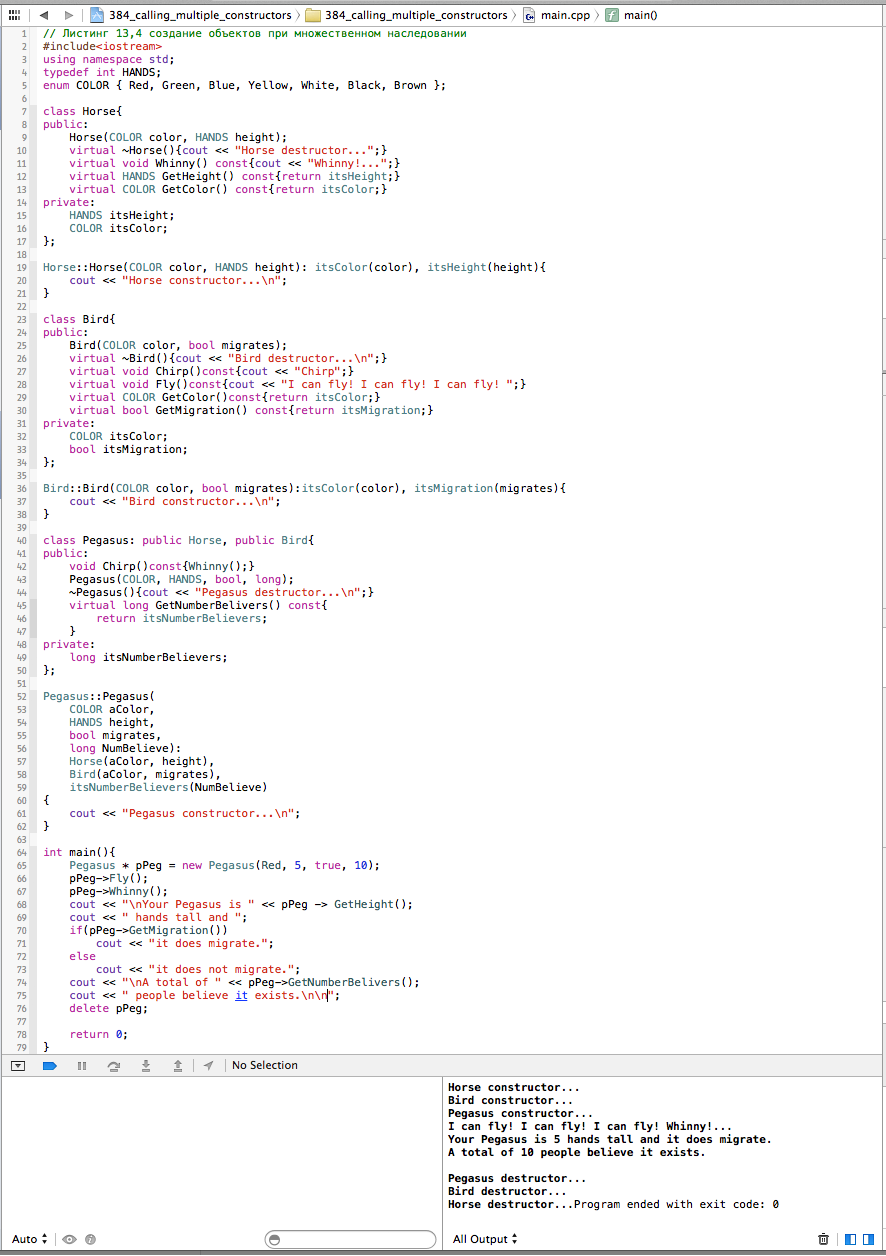 384_calling_multiple_constructors 384_calling_multiple_constructors main.cpp main()
1 // Листинг 13,4 создание объектов при множественном наследовании
2 #include<iostream>
3 using namespace std;
4 typedef int HANDS;
5 enum COLOR { Red, Green, Blue, Yellow, White, Black, Brown };
6
7 class Horse{
8 public:
9     Horse(COLOR color, HANDS height);
10     virtual ~Horse(){cout << "Horse destructor...";}
11     virtual void Whinny() const{cout << "Whinny!...";}
12     virtual HANDS GetHeight() const{return itsHeight;}
13     virtual COLOR GetColor() const{return itsColor;}
14 private:
15     HANDS itsHeight;
16     COLOR itsColor;
17 };
18
19 Horse::Horse(COLOR color, HANDS height): itsColor(color), itsHeight(height){
20     cout << "Horse constructor...\n";
21 }
22
23 class Bird{
24 public:
25     Bird(COLOR color, bool migrates);
26     virtual ~Bird(){cout << "Bird destructor...\n";}
27     virtual void Chirp()const{cout << "Chirp";}
28     virtual void Fly()const{cout << "I can fly! I can fly! I can fly! ";}
29     virtual COLOR GetColor()const{return itsColor;}
30     virtual bool GetMigration() const{return itsMigration;}
31 private:
32     COLOR itsColor;
33     bool itsMigration;
34 };
35
36 Bird::Bird(COLOR color, bool migrates):itsColor(color), itsMigration(migrates){
37     cout << "Bird constructor...\n";
38 }
39
40 class Pegasus: public Horse, public Bird{
41 public:
42     void Chirp()const{Whinny();}
43     Pegasus(COLOR, HANDS, bool, long);
44     ~Pegasus(){cout << "Pegasus destructor...\n";}
45     virtual long GetNumberBelivers() const{
46         return itsNumberBelievers;
47     }
48 private:
49     long itsNumberBelievers;
50 };
51
52 Pegasus::Pegasus(
53     COLOR aColor,
54     HANDS height,
55     bool migrates,
56     long NumBelieve):
57     Horse(aColor, height),
58     Bird(aColor, migrates),
59     itsNumberBelievers(NumBelieve)
60 {
61     cout << "Pegasus constructor...\n";
62 }
63
64 int main(){
65     Pegasus * pPeg = new Pegasus(Red, 5, true, 10);
66     pPeg->Fly();
67     pPeg->Whinny();
68     cout << "\nYour Pegasus is " << pPeg -> GetHeight();
69     cout << " hands tall and ";
70     if(pPeg->GetMigration())
71         cout << "it does migrate.";
72     else
73         cout << "it does not migrate.";
74     cout << "\nA total of " << pPeg->GetNumberBelivers();
75     cout << " people believe it exists.\n\n";
76     delete pPeg;
77
78     return 0;
79 }
No Selection
Horse constructor...
Bird constructor...
Pegasus constructor...
I can fly! I can fly! I can fly! Whinny!...
Your Pegasus is 5 hands tall and it does migrate.
A total of 10 people believe it exists.
Pegasus destructor...
Bird destructor...
Horse destructor...Program ended with exit code: 0
Auto All Output